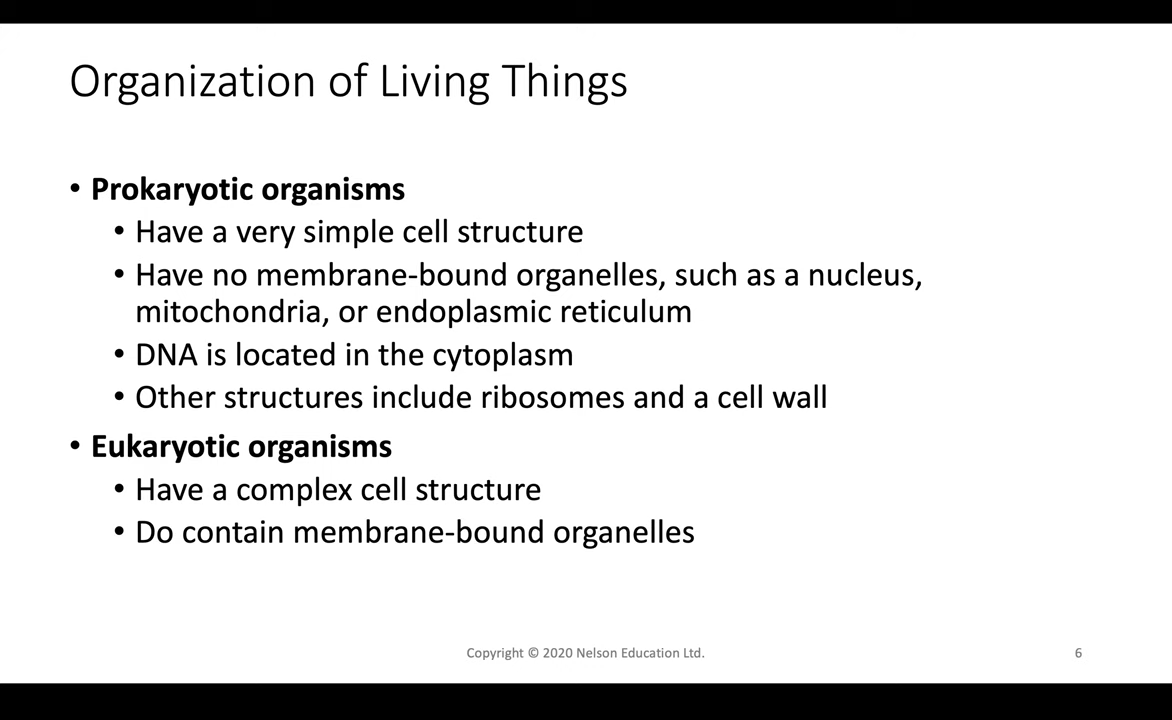 Organization of Living Things
• Prokaryotic organisms
• Have a very simple cell structure
• Have no membrane-bound organelles, such as a nucleus,
mitochondria, or endoplasmic reticulum
• DNA is located in the cytoplasm
• Other structures include ribosomes and a cell wall
• Eukaryotic organisms
• Have a complex cell structure
• Do contain membrane-bound organelles
Copyright © 2020 Nelson Education Ltd.
6